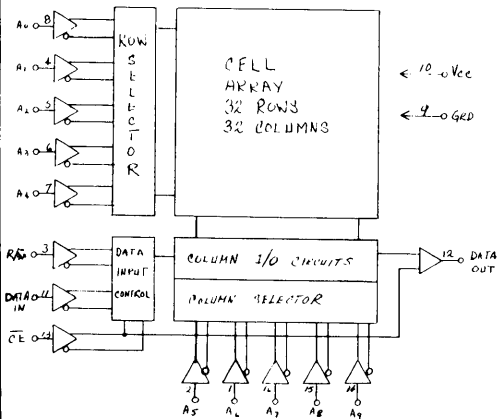 A0 8
A1 4
A2 5
A3 6
A4 7
ROW
SELECTOR
CELL
ARRAY
32 ROWS
32 COLUMNS
10 Vcc
9 GRD
R/W 3
DATA IN 11
CE 13
DATA
INPUT
CONTROL
COLUMN I/O CIRCUITS
COLUMN SELECTOR
12 DATA
OUT
2 1 16 15 14
A5 A6 A7 A8 A9